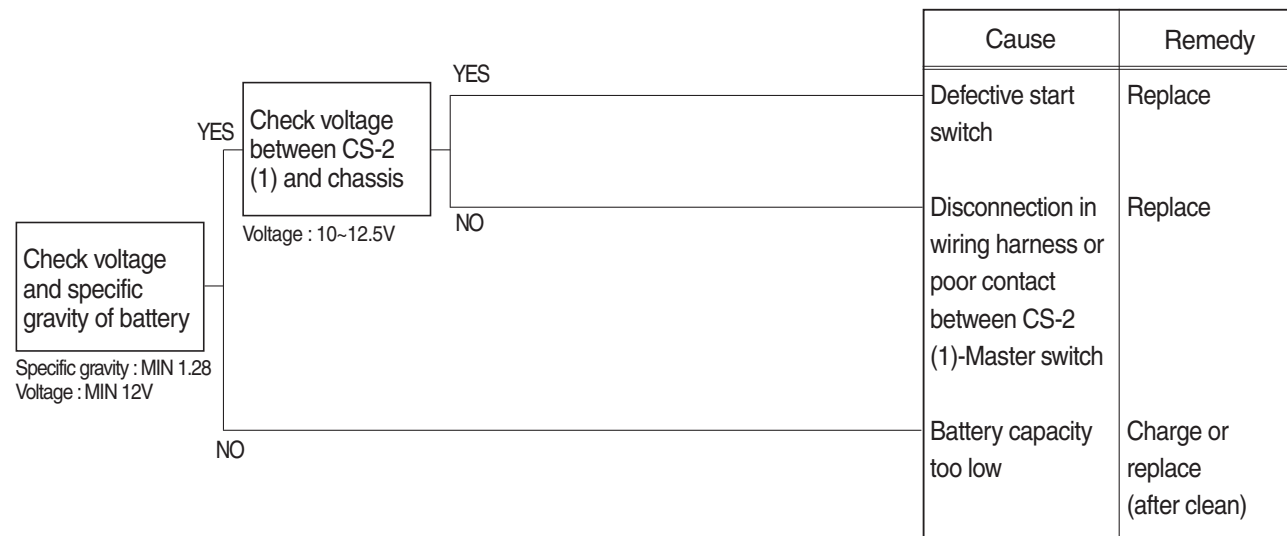 Cause
Remedy
YES
Defective start
switch
Replace
YES
Check voltage
between CS-2
(1) and chassis
Voltage : 10~12.5V
NO
Disconnection in
wiring harness or
poor contact
between CS-2
(1)-Master switch
Replace
Check voltage
and specific
gravity of battery
Specific gravity : MIN 1.28
Voltage : MIN 12V
NO
Battery capacity
too low
Charge or
replace
(after clean)